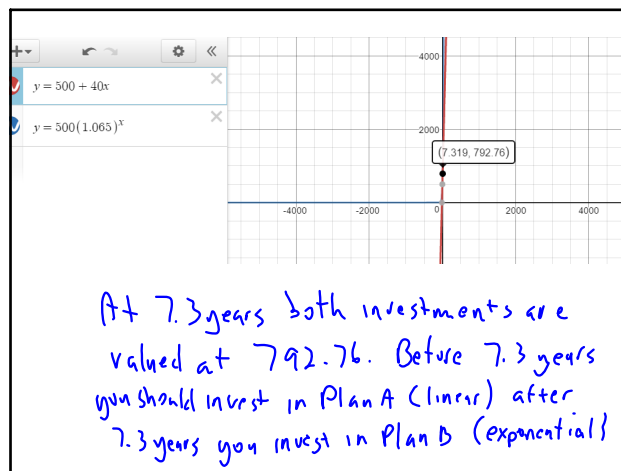 y = 500 + 40x
y = 500(1.065)^x
4000
2000
(7.319, 792.76)
-4000 -2000 0 2000 4000
At 7.3 years both investments are
valued at 792.76. Before 7.3 years
you should invest in Plan A (linear) after
7.3 years you invest in Plan B (exponential)